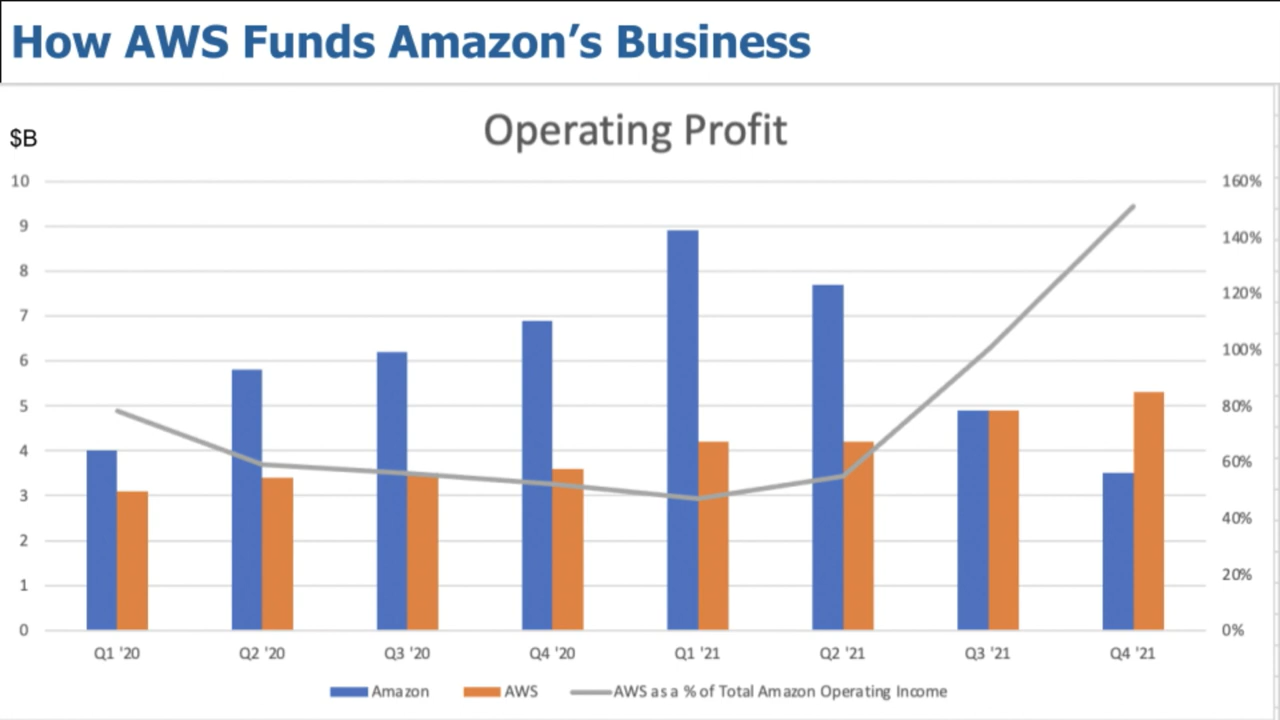 How AWS Funds Amazon’s Business
Operating Profit
$B
10 160%
9 140%
8 120%
7 100%
6 80%
5 60%
4 40%
3 20%
2 0%
1
0
Q1 '20 Q2 '20 Q3 '20 Q4 '20 Q1 '21 Q2 '21 Q3 '21 Q4 '21
Amazon AWS AWS as a % of Total Amazon Operating Income